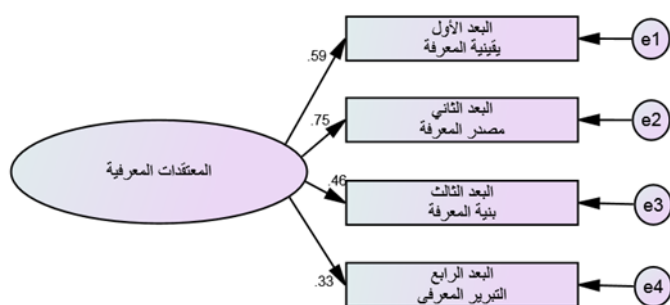 البعد الأول
يقينية المعرفة
e1
.59
البعد الثاني
مصدر المعرفة
e2
.75
المعتقدات المعرفية
البعد الثالث
بنية المعرفة
e3
.46
البعد الرابع
التبرير المعرفي
e4
.33